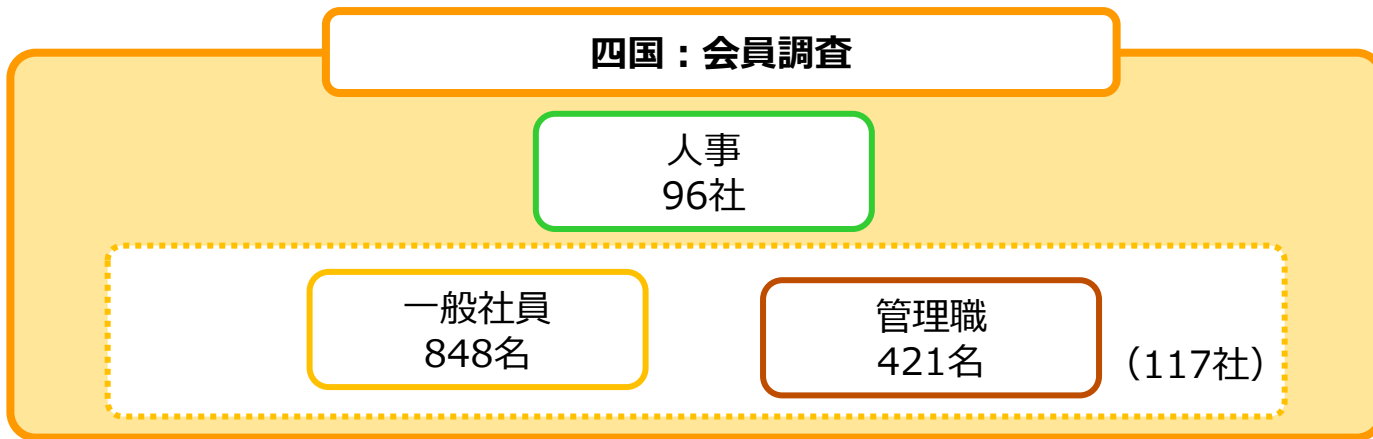 四国：会員調査
人事
96社
一般社員
848名
管理職
421名
（117社）